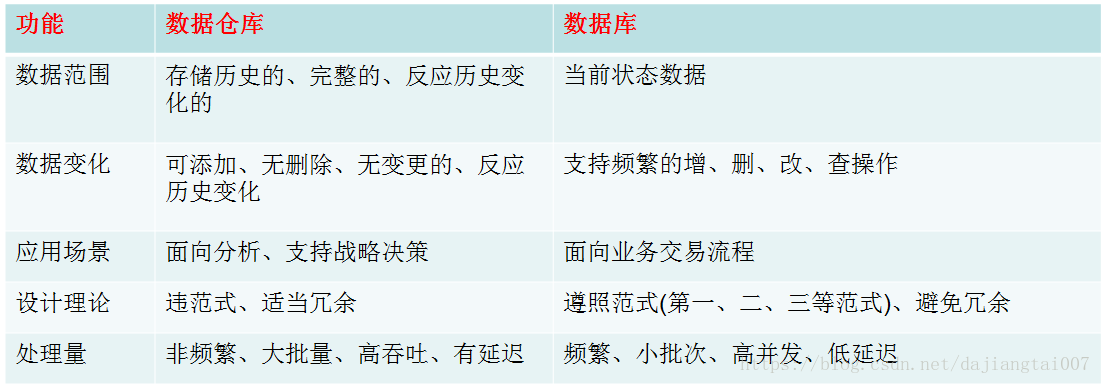 功能 数据仓库 数据库
数据范围 存储历史的、完整的、反应历史变 当前状态数据
化的
数据变化 可添加、无删除、无变更的、反应 支持频繁的增、删、改、查操作
历史变化
应用场景 面向分析、支持战略决策 面向业务交易流程
设计理论 违范式、适当冗余 遵照范式(第一、二、三等范式)、避免冗余
处理量 非频繁、大批量、高吞吐、有延迟 频繁、小批次、高并发、低延迟
https://blog.csdn.net/dajiangtai007